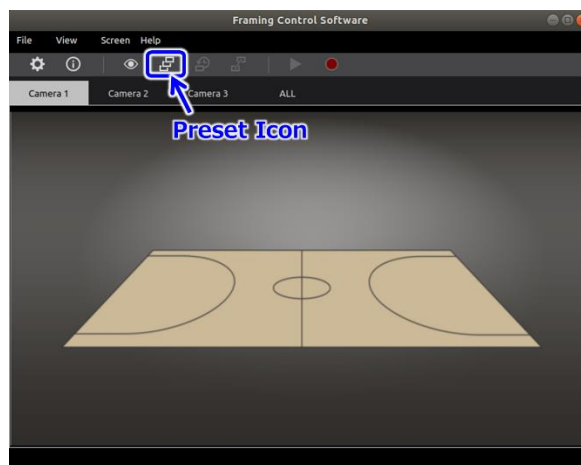 Framing Control Software
File View Screen Help
Camera 1 Camera 2 Camera 3 ALL
Preset Icon